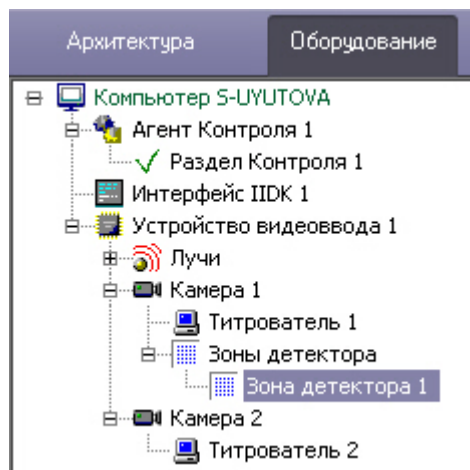 Архитектура Оборудование
Компьютер S-UYUTOVA
Агент Контроля 1
Раздел Контроля 1
Интерфейс IIDK 1
Устройство видеоввода 1
Лучи
Камера 1
Титрователь 1
Зоны детектора
Зона детектора 1
Камера 2
Титрователь 2